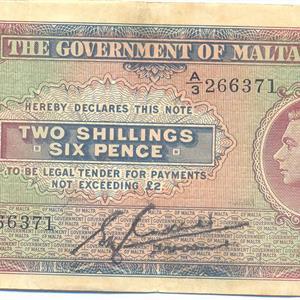 THE GOVERNMENT OF MALTA
A/3 266371
HEREBY DECLARES THIS NOTE
TWO SHILLINGS
SIX PENCE
TO BE LEGAL TENDER FOR PAYMENTS
NOT EXCEEDING £2
66371